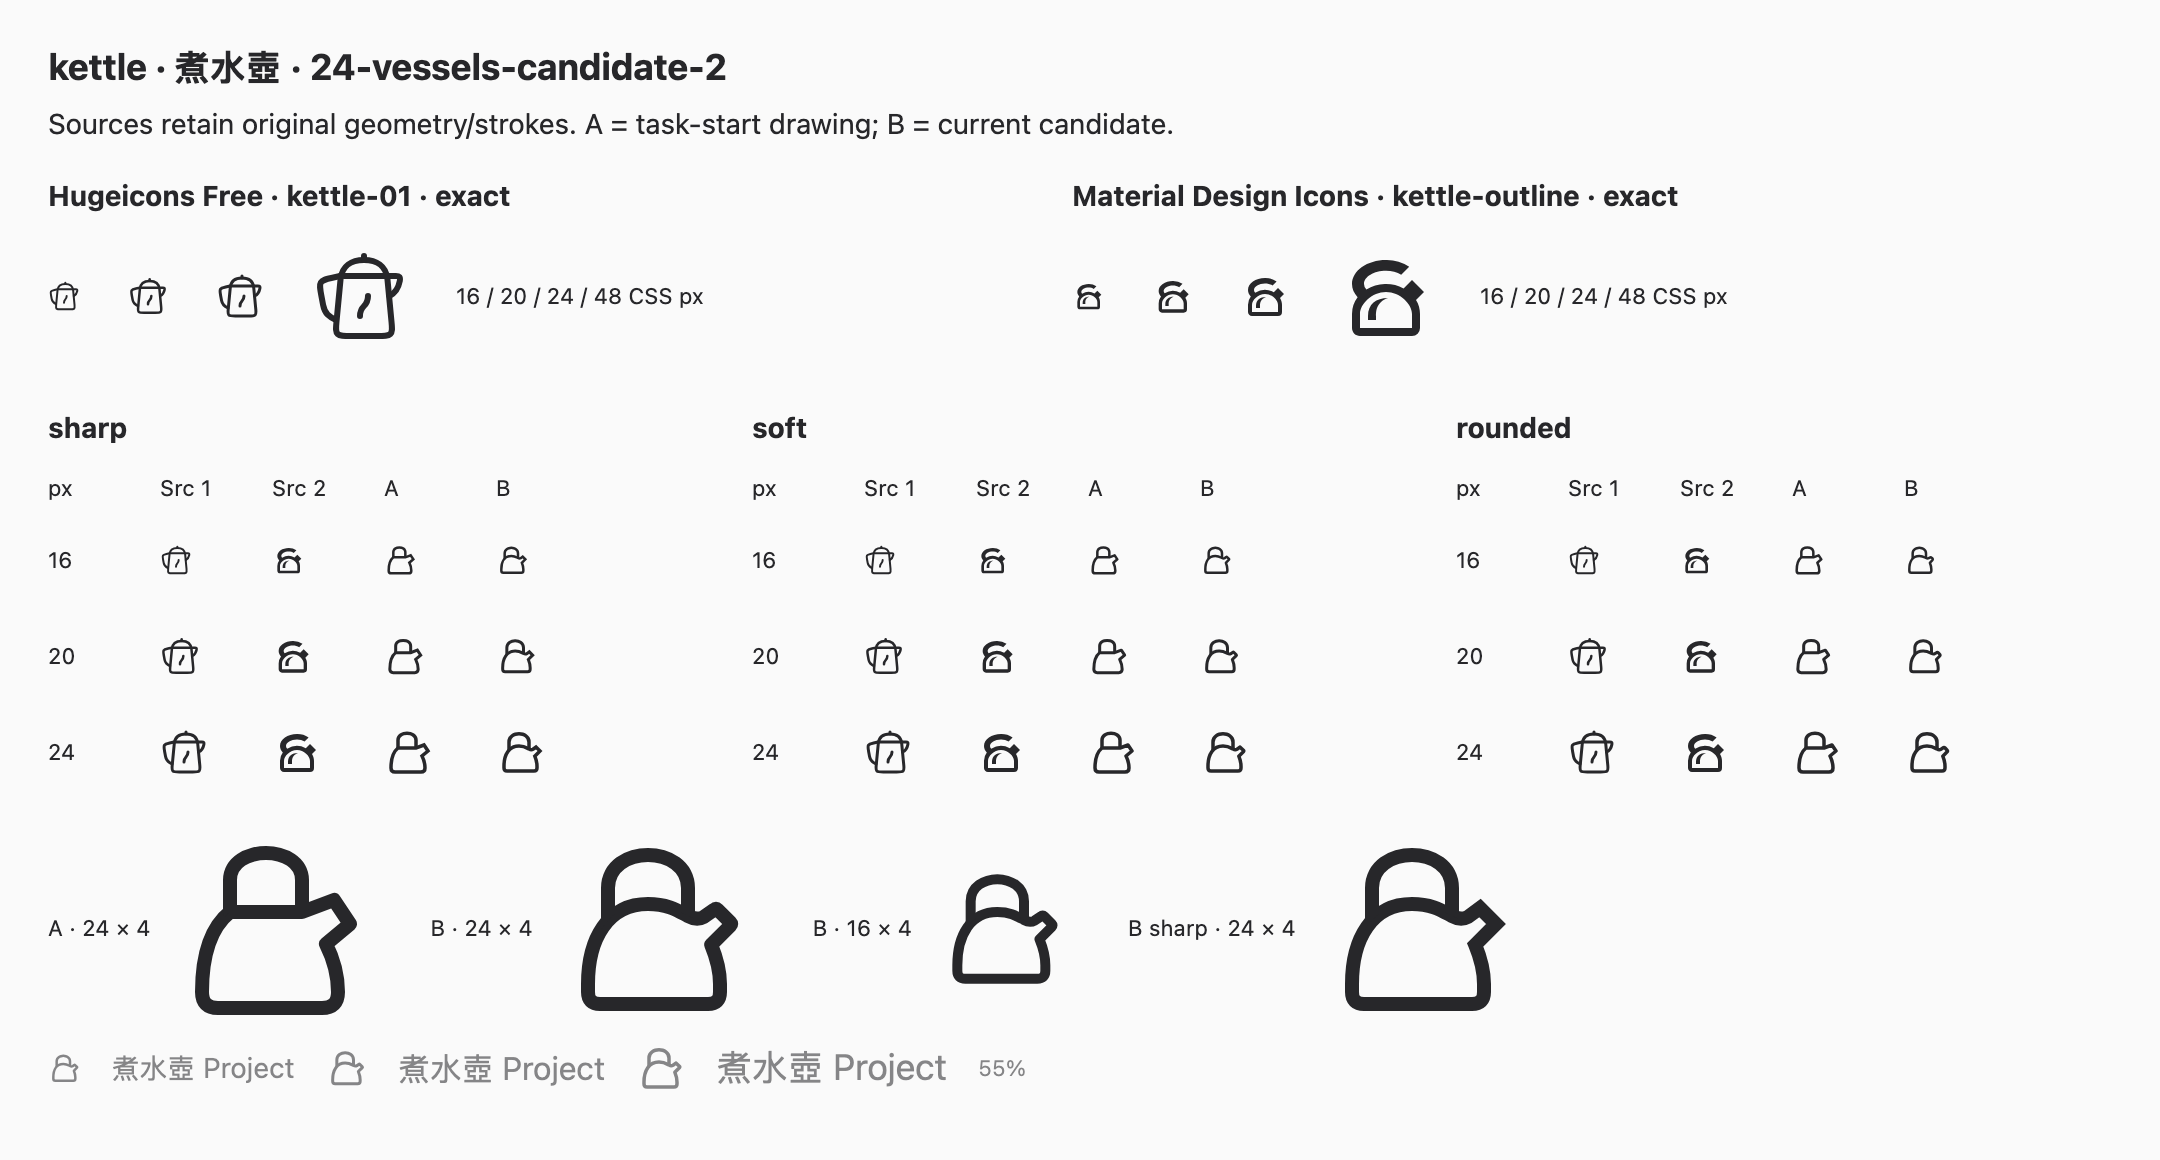 kettle · 煮水壺 · 24-vessels-candidate-2
Sources retain original geometry/strokes. A = task-start drawing; B = current candidate.
Hugeicons Free · kettle-01 · exact
Material Design Icons · kettle-outline · exact
16 / 20 / 24 / 48 CSS px
16 / 20 / 24 / 48 CSS px
sharp
soft
rounded
px Src 1 Src 2 A B
px Src 1 Src 2 A B
px Src 1 Src 2 A B
16
16
16
20
20
20
24
24
24
A · 24 × 4
B · 24 × 4
B · 16 × 4
B sharp · 24 × 4
煮水壺 Project
煮水壺 Project
煮水壺 Project
55%